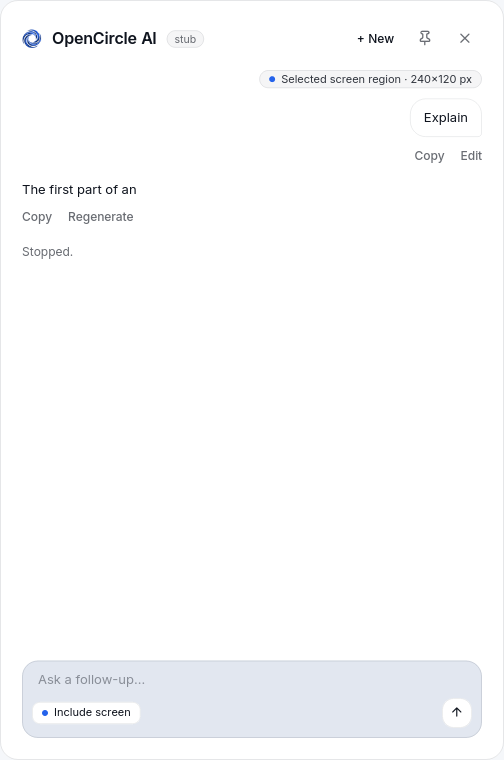 OpenCircle AI stub + New
Selected screen region · 240×120 px
Explain
Copy Edit
The first part of an
Copy Regenerate
Stopped.
Ask a follow-up...
Include screen